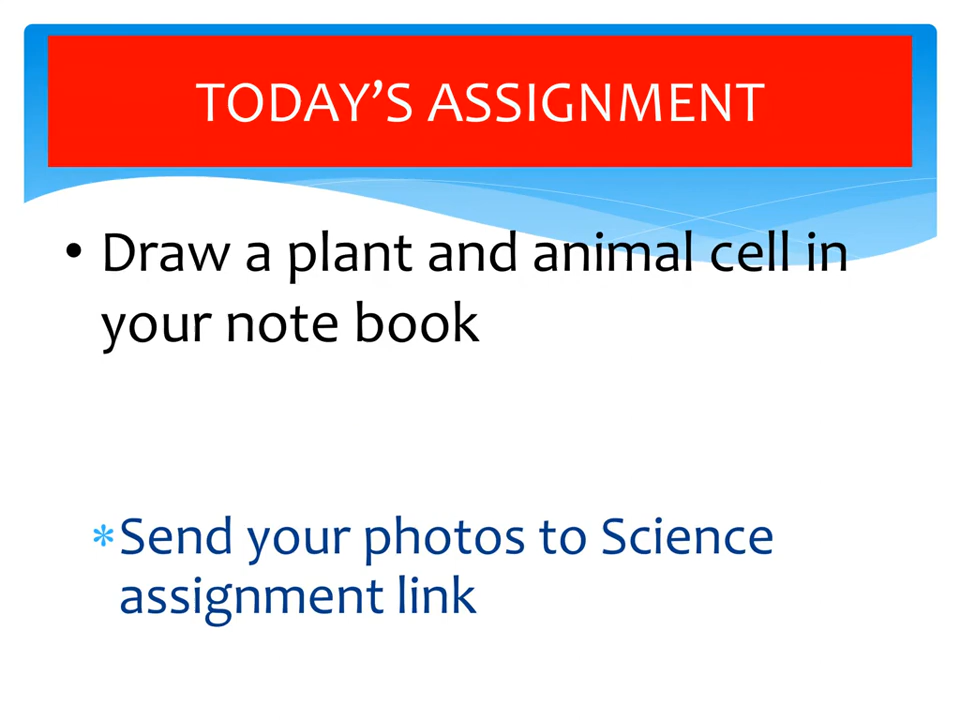 TODAY’S ASSIGNMENT
• Draw a plant and animal cell in
your note book
*Send your photos to Science
assignment link